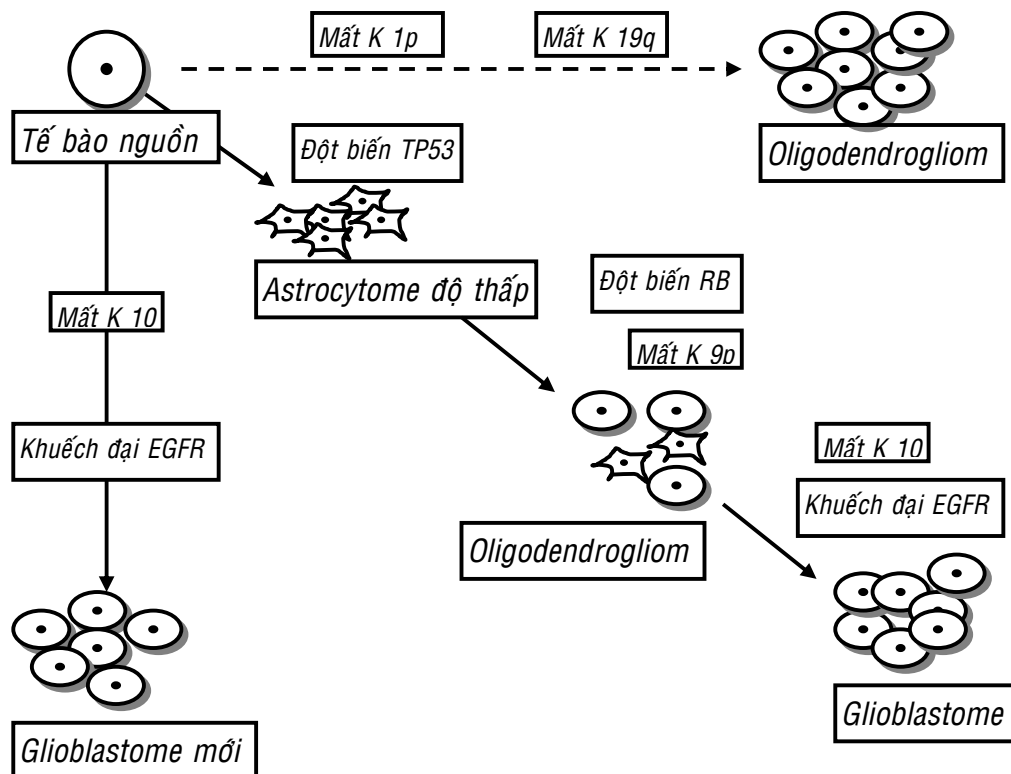 Mất K 1p
Mất K 19q
Tế bào nguồn
Đột biến TP53
Oligodendrogliom
Astrocytome độ thấp
Đột biến RB
Mất K 10
Mất K 9p
Khuếch đại EGFR
Mất K 10
Khuếch đại EGFR
Oligodendrogliom
Glioblastome
Glioblastome mới